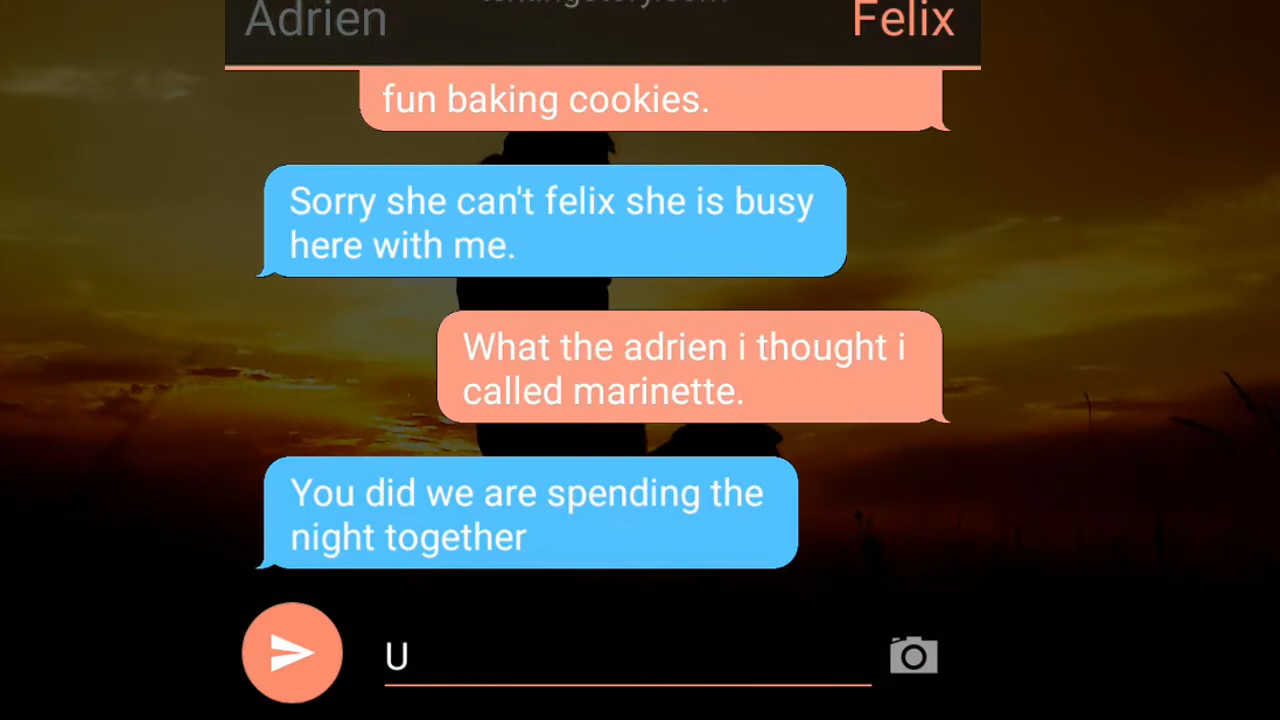 Adrien Felix
fun baking cookies.
Sorry she can't felix she is busy
here with me.
What the adrien i thought i
called marinette.
You did we are spending the
night together
U